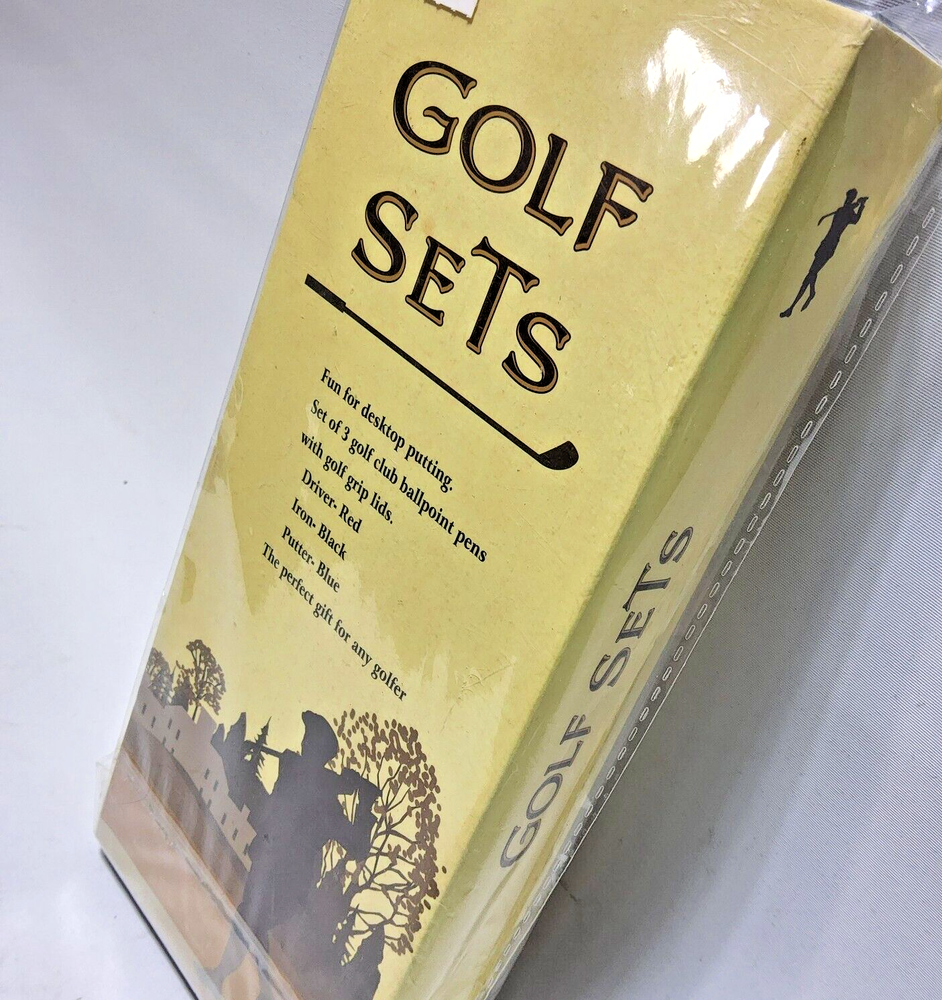 GOLF
SETS
Fun for desktop putting.
Set of 3 golf club ballpoint pens
with golf grip lids.
Driver- Red
Iron- Black
Putter- Blue
The perfect gift for any golfer
GOLF SETS